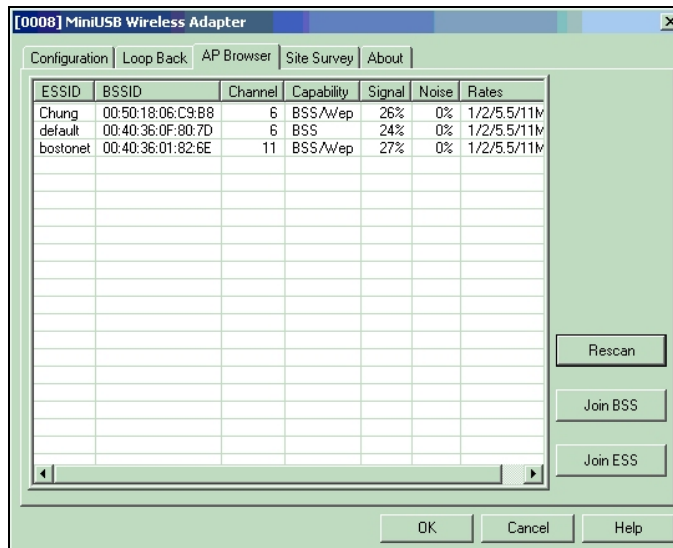 [0008] MiniUSB Wireless Adapter
Configuration Loop Back AP Browser Site Survey About
ESSID BSSID Channel Capability Signal Noise Rates
Chung 00:50:18:06:C9:B8 6 BSS/Wep 26% 0% 1/2/5.5/11M
default 00:40:36:0F:80:7D 6 BSS 24% 0% 1/2/5.5/11M
bostonet 00:40:36:01:82:6E 11 BSS/Wep 27% 0% 1/2/5.5/11M
Rescan
Join BSS
Join ESS
OK Cancel Help